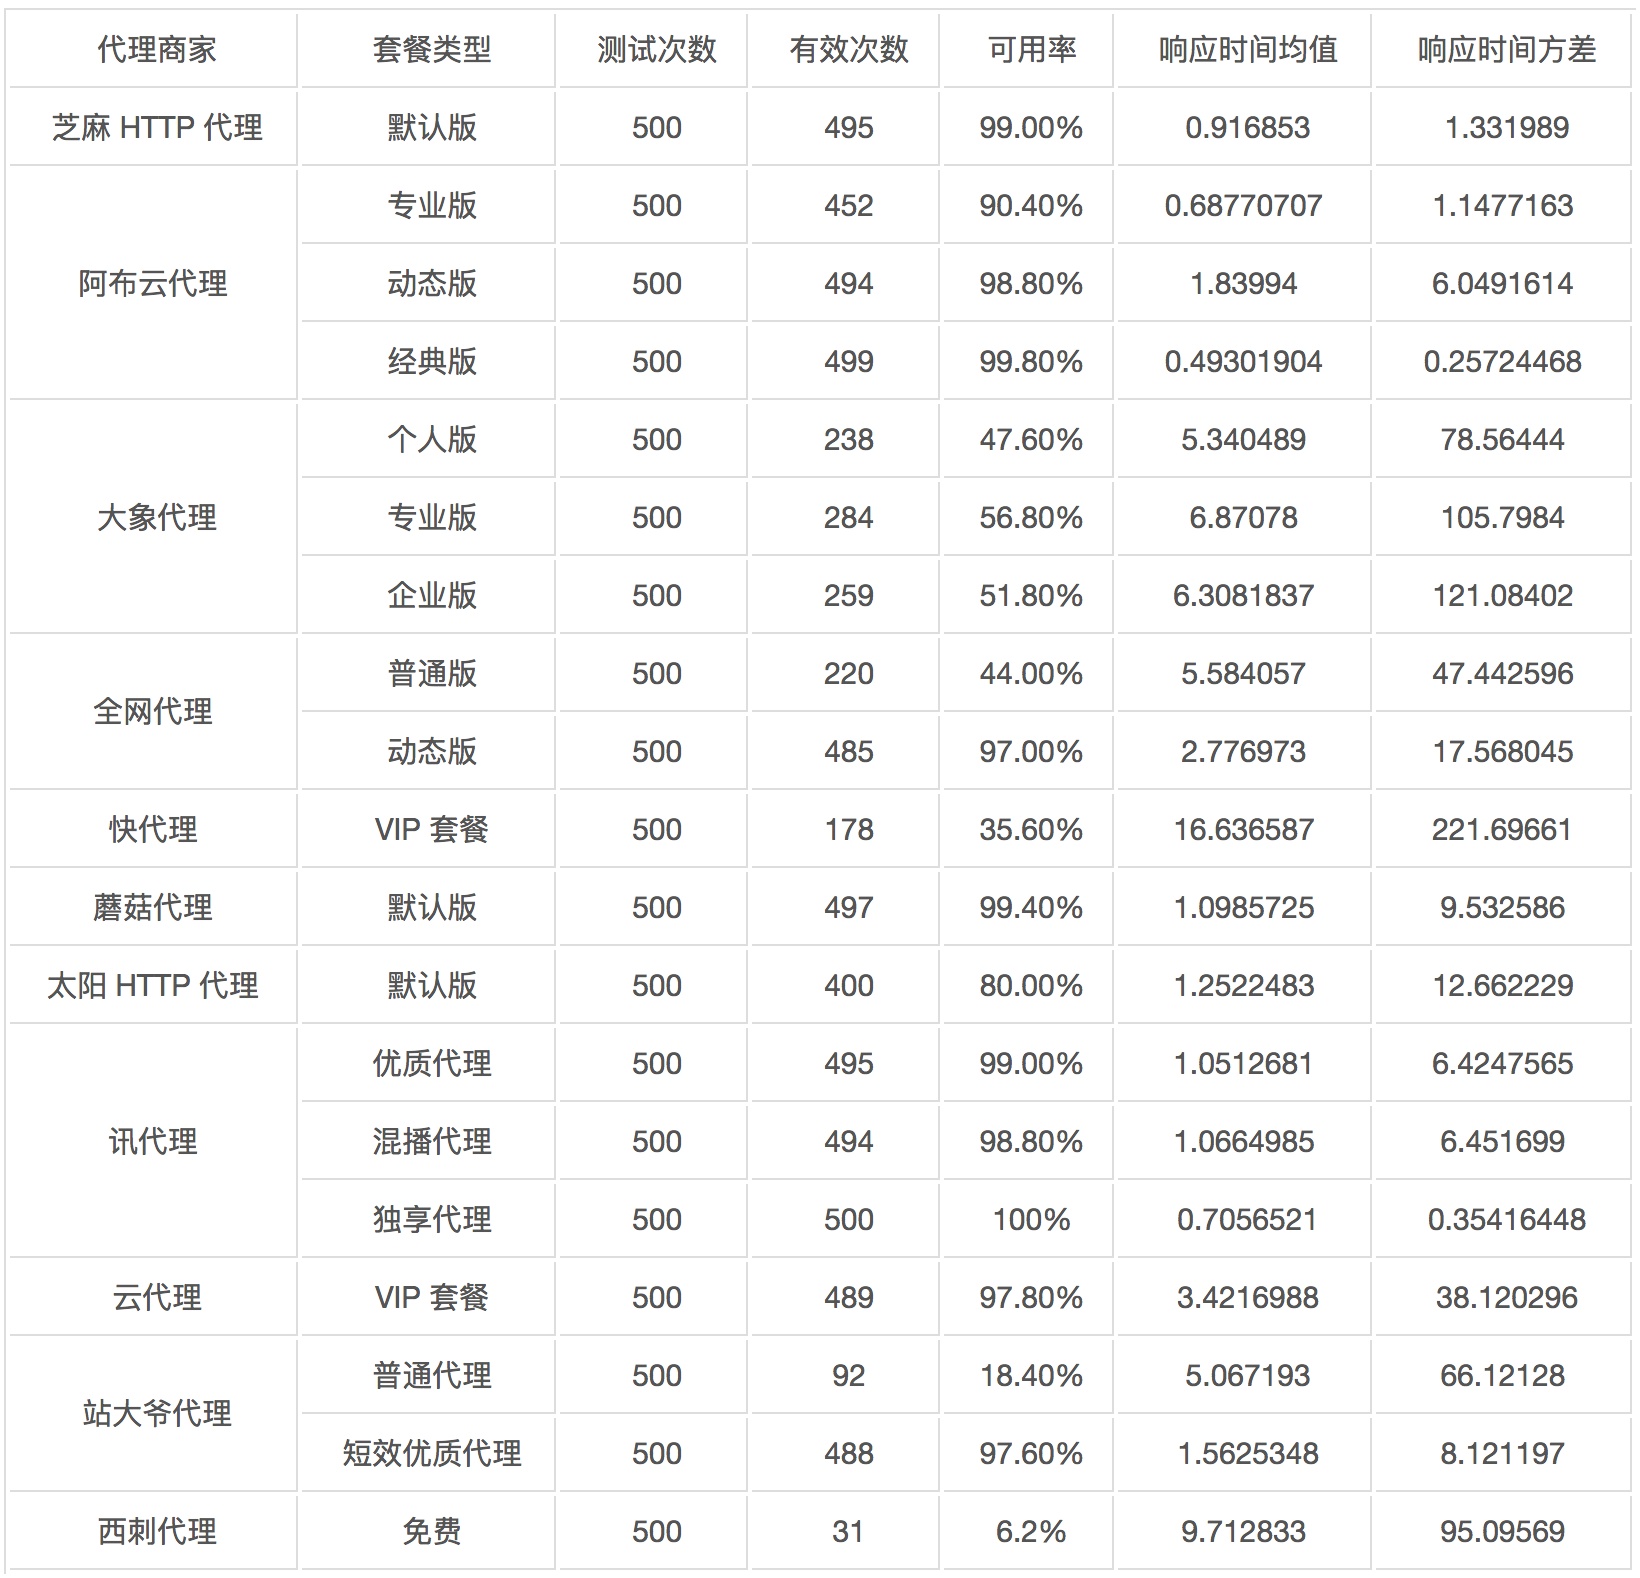 代理商家 套餐类型 测试次数 有效次数 可用率 响应时间均值 响应时间方差
芝麻 HTTP 代理 默认版 500 495 99.00% 0.916853 1.331989
阿布云代理 专业版 500 452 90.40% 0.68770707 1.1477163
动态版 500 494 98.80% 1.83994 6.0491614
经典版 500 499 99.80% 0.49301904 0.25724468
大象代理 个人版 500 238 47.60% 5.340489 78.56444
专业版 500 284 56.80% 6.87078 105.7984
企业版 500 259 51.80% 6.3081837 121.08402
全网代理 普通版 500 220 44.00% 5.584057 47.442596
动态版 500 485 97.00% 2.776973 17.568045
快代理 VIP 套餐 500 178 35.60% 16.636587 221.69661
蘑菇代理 默认版 500 497 99.40% 1.0985725 9.532586
太阳 HTTP 代理 默认版 500 400 80.00% 1.2522483 12.662229
讯代理 优质代理 500 495 99.00% 1.0512681 6.4247565
混播代理 500 494 98.80% 1.0664985 6.451699
独享代理 500 500 100% 0.7056521 0.35416448
云代理 VIP 套餐 500 489 97.80% 3.4216988 38.120296
站大爷代理 普通代理 500 92 18.40% 5.067193 66.12128
短效优质代理 500 488 97.60% 1.5625348 8.121197
西刺代理 免费 500 31 6.2% 9.712833 95.09569